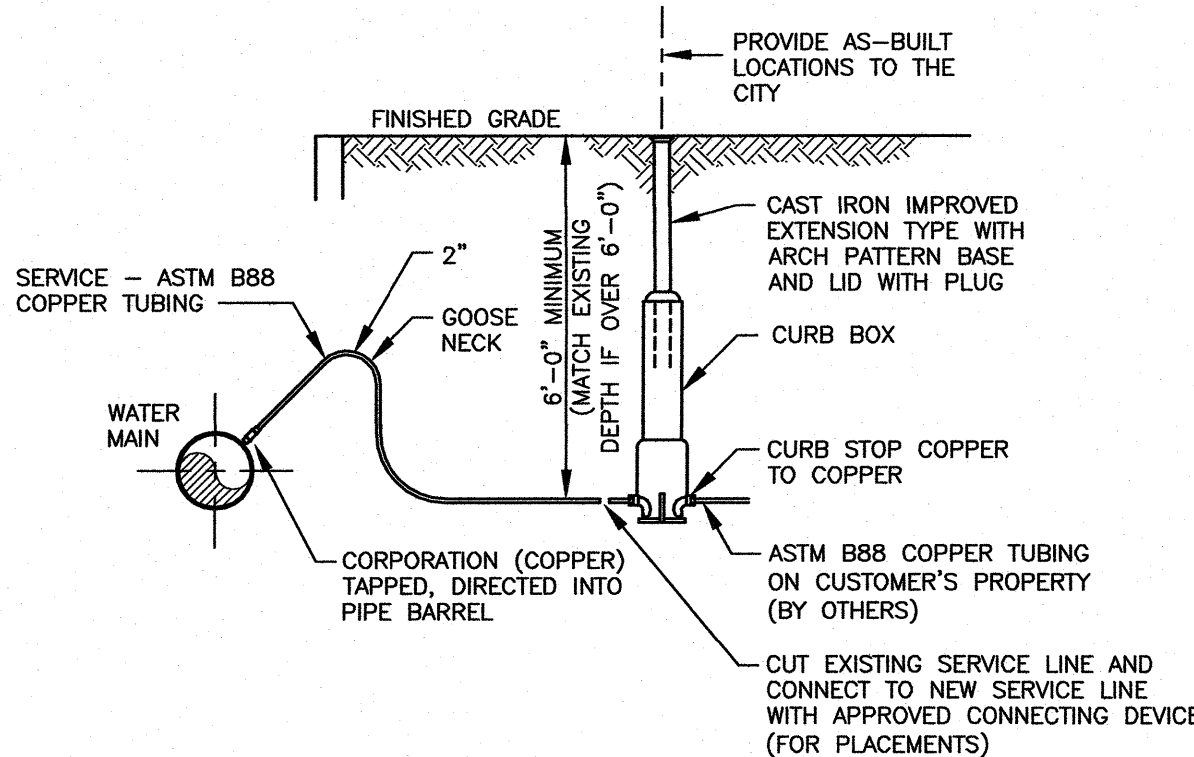 PROVIDE AS-BUILT
LOCATIONS TO THE
CITY
FINISHED GRADE
6'-0" MINIMUM
(MATCH EXISTING
DEPTH IF OVER 6'-0")
CAST IRON IMPROVED
EXTENSION TYPE WITH
ARCH PATTERN BASE
AND LID WITH PLUG
2"
SERVICE - ASTM B88
COPPER TUBING
GOOSE
NECK
CURB BOX
WATER
MAIN
CURB STOP COPPER
TO COPPER
CORPORATION (COPPER)
TAPPED, DIRECTED INTO
PIPE BARREL
ASTM B88 COPPER TUBING
ON CUSTOMER'S PROPERTY
(BY OTHERS)
CUT EXISTING SERVICE LINE AND
CONNECT TO NEW SERVICE LINE
WITH APPROVED CONNECTING DEVICE
(FOR PLACEMENTS)